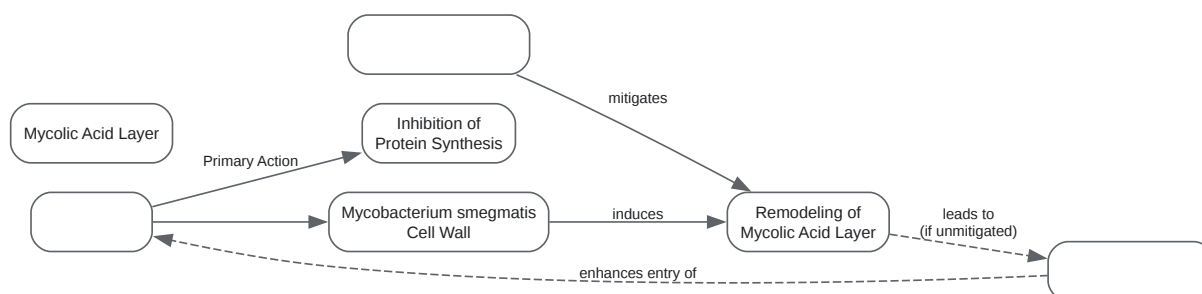 mitigates
Mycolic Acid Layer
Inhibition of
Protein Synthesis
Primary Action
Mycobacterium smegmatis
Cell Wall
induces
Remodeling of
Mycolic Acid Layer
leads to
(if unmitigated)
enhances entry of